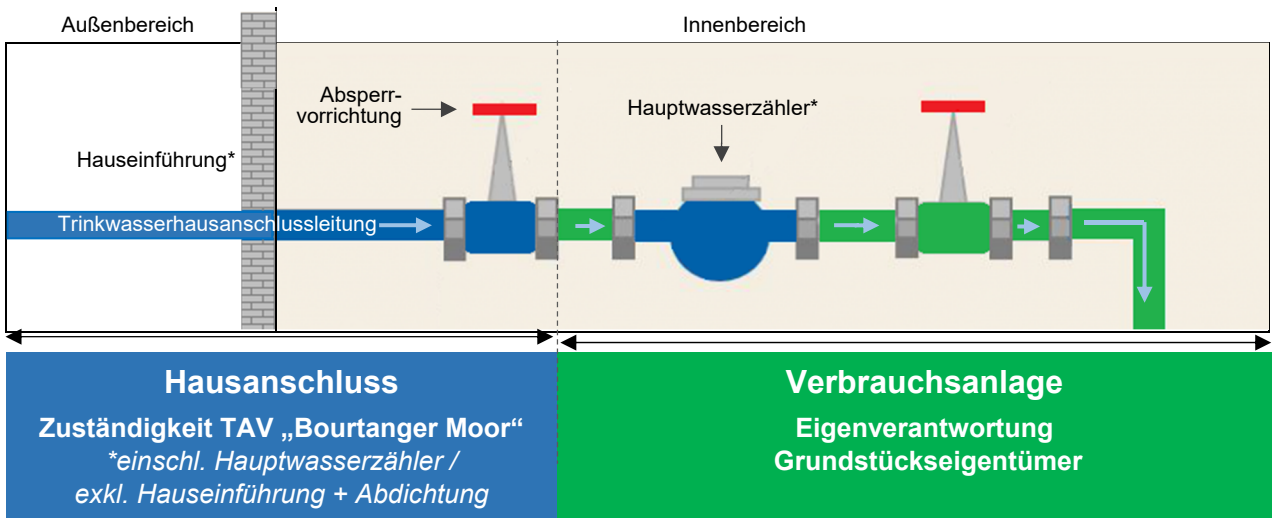 Außenbereich
Innenbereich
Absperr-
vorrichtung
Hauptwasserzähler*
Hauseinführung*
Trinkwasserhausanschlussleitung
Hausanschluss
Zuständigkeit TAV „Bourtanger Moor“
*einschl. Hauptwasserzähler /
exkl. Hauseinführung + Abdichtung
Verbrauchsanlage
Eigenverantwortung
Grundstückseigentümer